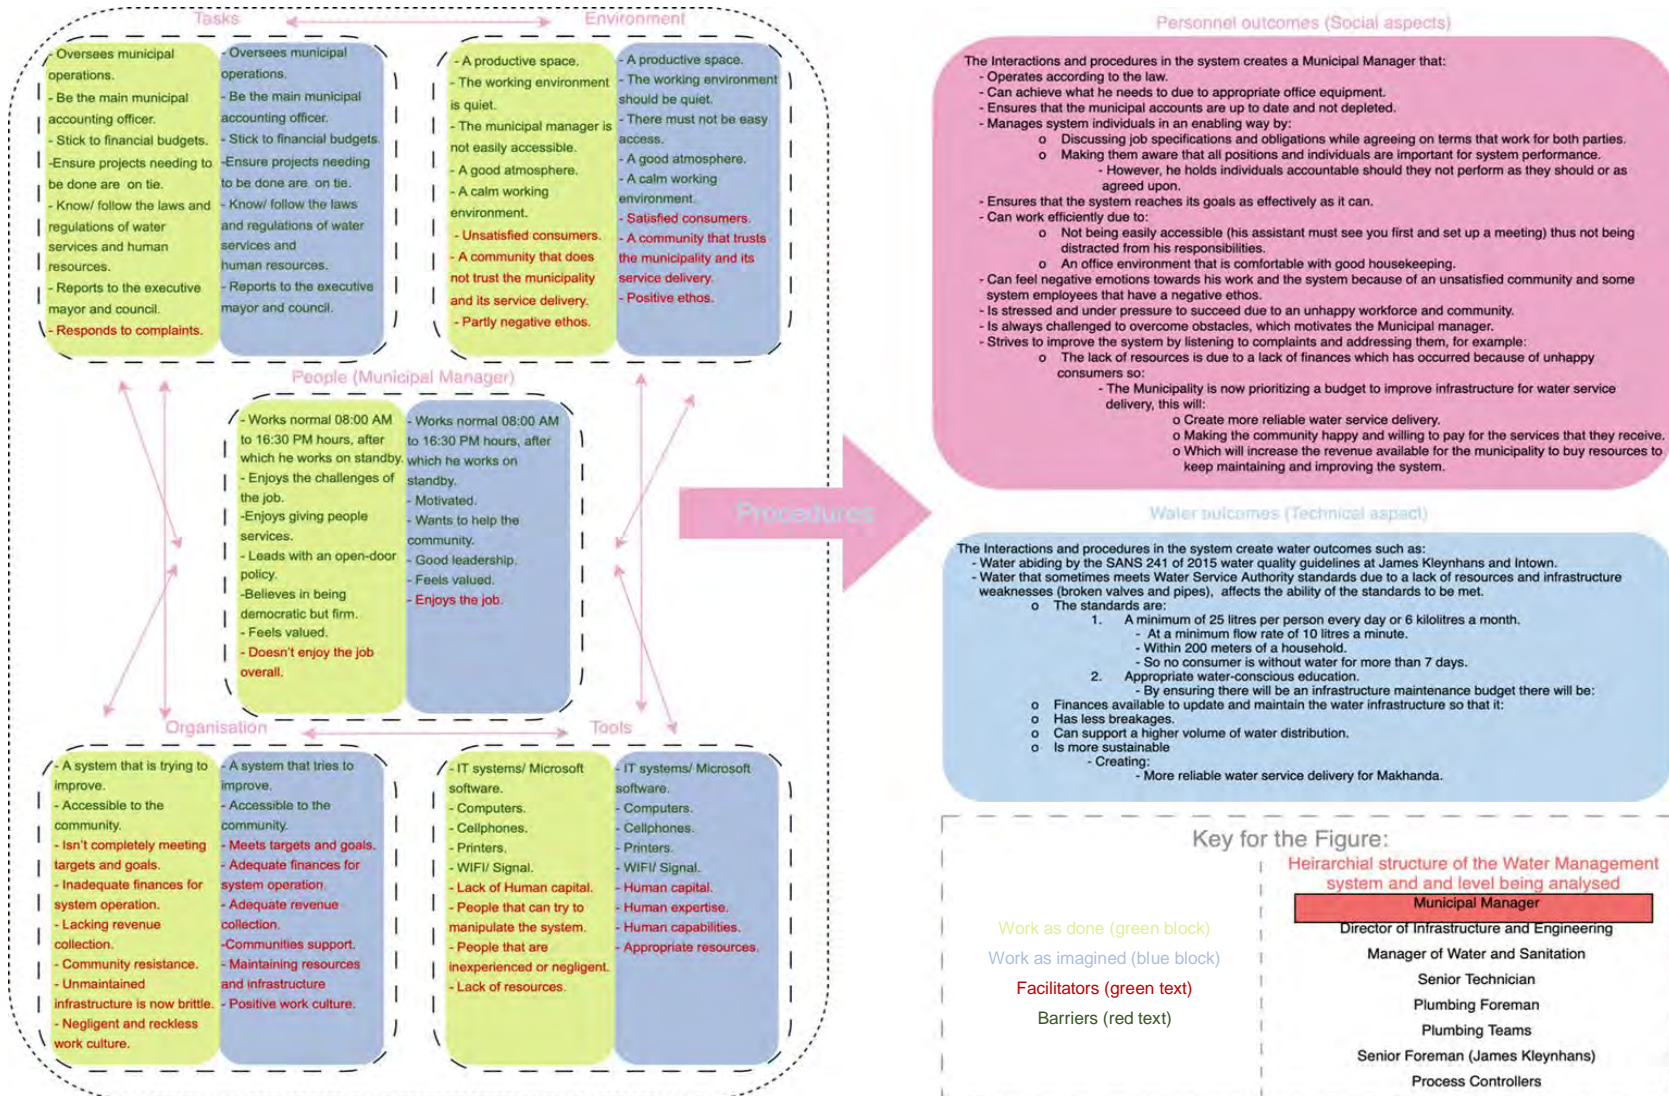 Tasks
Environment
- Oversees municipal
operations.
- Be the main municipal
accounting officer.
- Stick to financial budgets.
-Ensure projects needing to
be done are on tie.
- Know/ follow the laws and
regulations of water
services and human
resources.
- Reports to the executive
mayor and council.
- Responds to complaints.
- Oversees municipal
operations.
- Be the main municipal
accounting officer.
- Stick to financial budgets.
-Ensure projects needing
to be done are on tie.
- Know/ follow the laws
and regulations of water
services and
human resources.
- Reports to the executive
mayor and council.
- A productive space.
- The working environment
is quiet.
- The municipal manager is
not easily accessible.
- A good atmosphere.
- A calm working
environment.
- Unsatisfied consumers.
- A community that does
not trust the municipality
and its service delivery.
- Partly negative ethos.
- A productive space.
- The working environment
should be quiet.
- There must not be easy
access.
- A good atmosphere.
- A calm working
environment.
- Satisfied consumers.
- A community that trusts
the municipality and its
service delivery.
- Positive ethos.
People (Municipal Manager)
- Works normal 08:00 AM
to 16:30 PM hours, after
which he works on standby.
- Enjoys the challenges of
the job.
-Enjoys giving people
services.
- Leads with an open-door
policy.
-Believes in being
democratic but firm.
- Feels valued.
- Doesn't enjoy the job
overall.
- Works normal 08:00 AM
to 16:30 PM hours, after
which he works on
standby.
- Motivated.
- Wants to help the
community.
- Good leadership.
- Feels valued.
- Enjoys the job.
Organisation
Tools
- A system that is trying to
improve.
- Accessible to the
community.
- Isn't completely meeting
targets and goals.
- Inadequate finances for
system operation.
- Lacking revenue
collection.
- Community resistance.
- Unmaintained
infrastructure is now brittle.
- Negligent and reckless
work culture.
- A system that tries to
improve.
- Accessible to the
community.
- Meets targets and goals.
- Adequate finances for
system operation.
- Adequate revenue
collection.
-Communities support.
- Maintaining resources
and infrastructure
- Positive work culture.
- IT systems/ Microsoft
software.
- Computers.
- Cellphones.
- Printers.
- WIFI/ Signal.
- Lack of Human capital.
- People that can try to
manipulate the system.
- People that are
inexperienced or negligent.
- Lack of resources.
- IT systems/ Microsoft
software.
- Computers.
- Cellphones.
- Printers.
- WIFI/ Signal.
- Human capital.
- Human expertise.
- Human capabilities.
- Appropriate resources.
Procedures
Personnel outcomes (Social aspects)
The Interactions and procedures in the system creates a Municipal Manager that:
- Operates according to the law.
- Can achieve what he needs to due to appropriate office equipment.
- Ensures that the municipal accounts are up to date and not depleted.
- Manages system individuals in an enabling way by:
o Discussing job specifications and obligations while agreeing on terms that work for both parties.
o Making them aware that all positions and individuals are important for system performance.
- However, he holds individuals accountable should they not perform as they should or as
agreed upon.
- Ensures that the system reaches its goals as effectively as it can.
- Can work efficiently due to:
o Not being easily accessible (his assistant must see you first and set up a meeting) thus not being
distracted from his responsibilities.
o An office environment that is comfortable with good housekeeping.
- Can feel negative emotions towards his work and the system because of an unsatisfied community and some
system employees that have a negative ethos.
- Is stressed and under pressure to succeed due to an unhappy workforce and community.
- Is always challenged to overcome obstacles, which motivates the Municipal manager.
- Strives to improve the system by listening to complaints and addressing them, for example:
o The lack of resources is due to a lack of finances which has occurred because of unhappy
consumers so:
- The Municipality is now prioritizing a budget to improve infrastructure for water service
delivery, this will:
o Create more reliable water service delivery.
o Making the community happy and willing to pay for the services that they receive.
o Which will increase the revenue available for the municipality to buy resources to
keep maintaining and improving the system.
Water outcomes (Technical aspect)
The Interactions and procedures in the system create water outcomes such as:
- Water abiding by the SANS 241 of 2015 water quality guidelines at James Kleynhans and Intown.
- Water that sometimes meets Water Service Authority standards due to a lack of resources and infrastructure
weaknesses (broken valves and pipes), affects the ability of the standards to be met.
o The standards are:
1. A minimum of 25 litres per person every day or 6 kilolitres a month.
- At a minimum flow rate of 10 litres a minute.
- Within 200 meters of a household.
- So no consumer is without water for more than 7 days.
2. Appropriate water-conscious education.
- By ensuring there will be an infrastructure maintenance budget there will be:
o Finances available to update and maintain the water infrastructure so that it:
o Has less breakages.
o Can support a higher volume of water distribution.
o Is more sustainable
- Creating:
- More reliable water service delivery for Makhanda.
Key for the Figure:
Work as done (green block)
Work as imagined (blue block)
Facilitators (green text)
Barriers (red text)
Heirarchial structure of the Water Management
system and and level being analysed
Municipal Manager
Director of Infrastructure and Engineering
Manager of Water and Sanitation
Senior Technician
Plumbing Foreman
Plumbing Teams
Senior Foreman (James Kleynhans)
Process Controllers